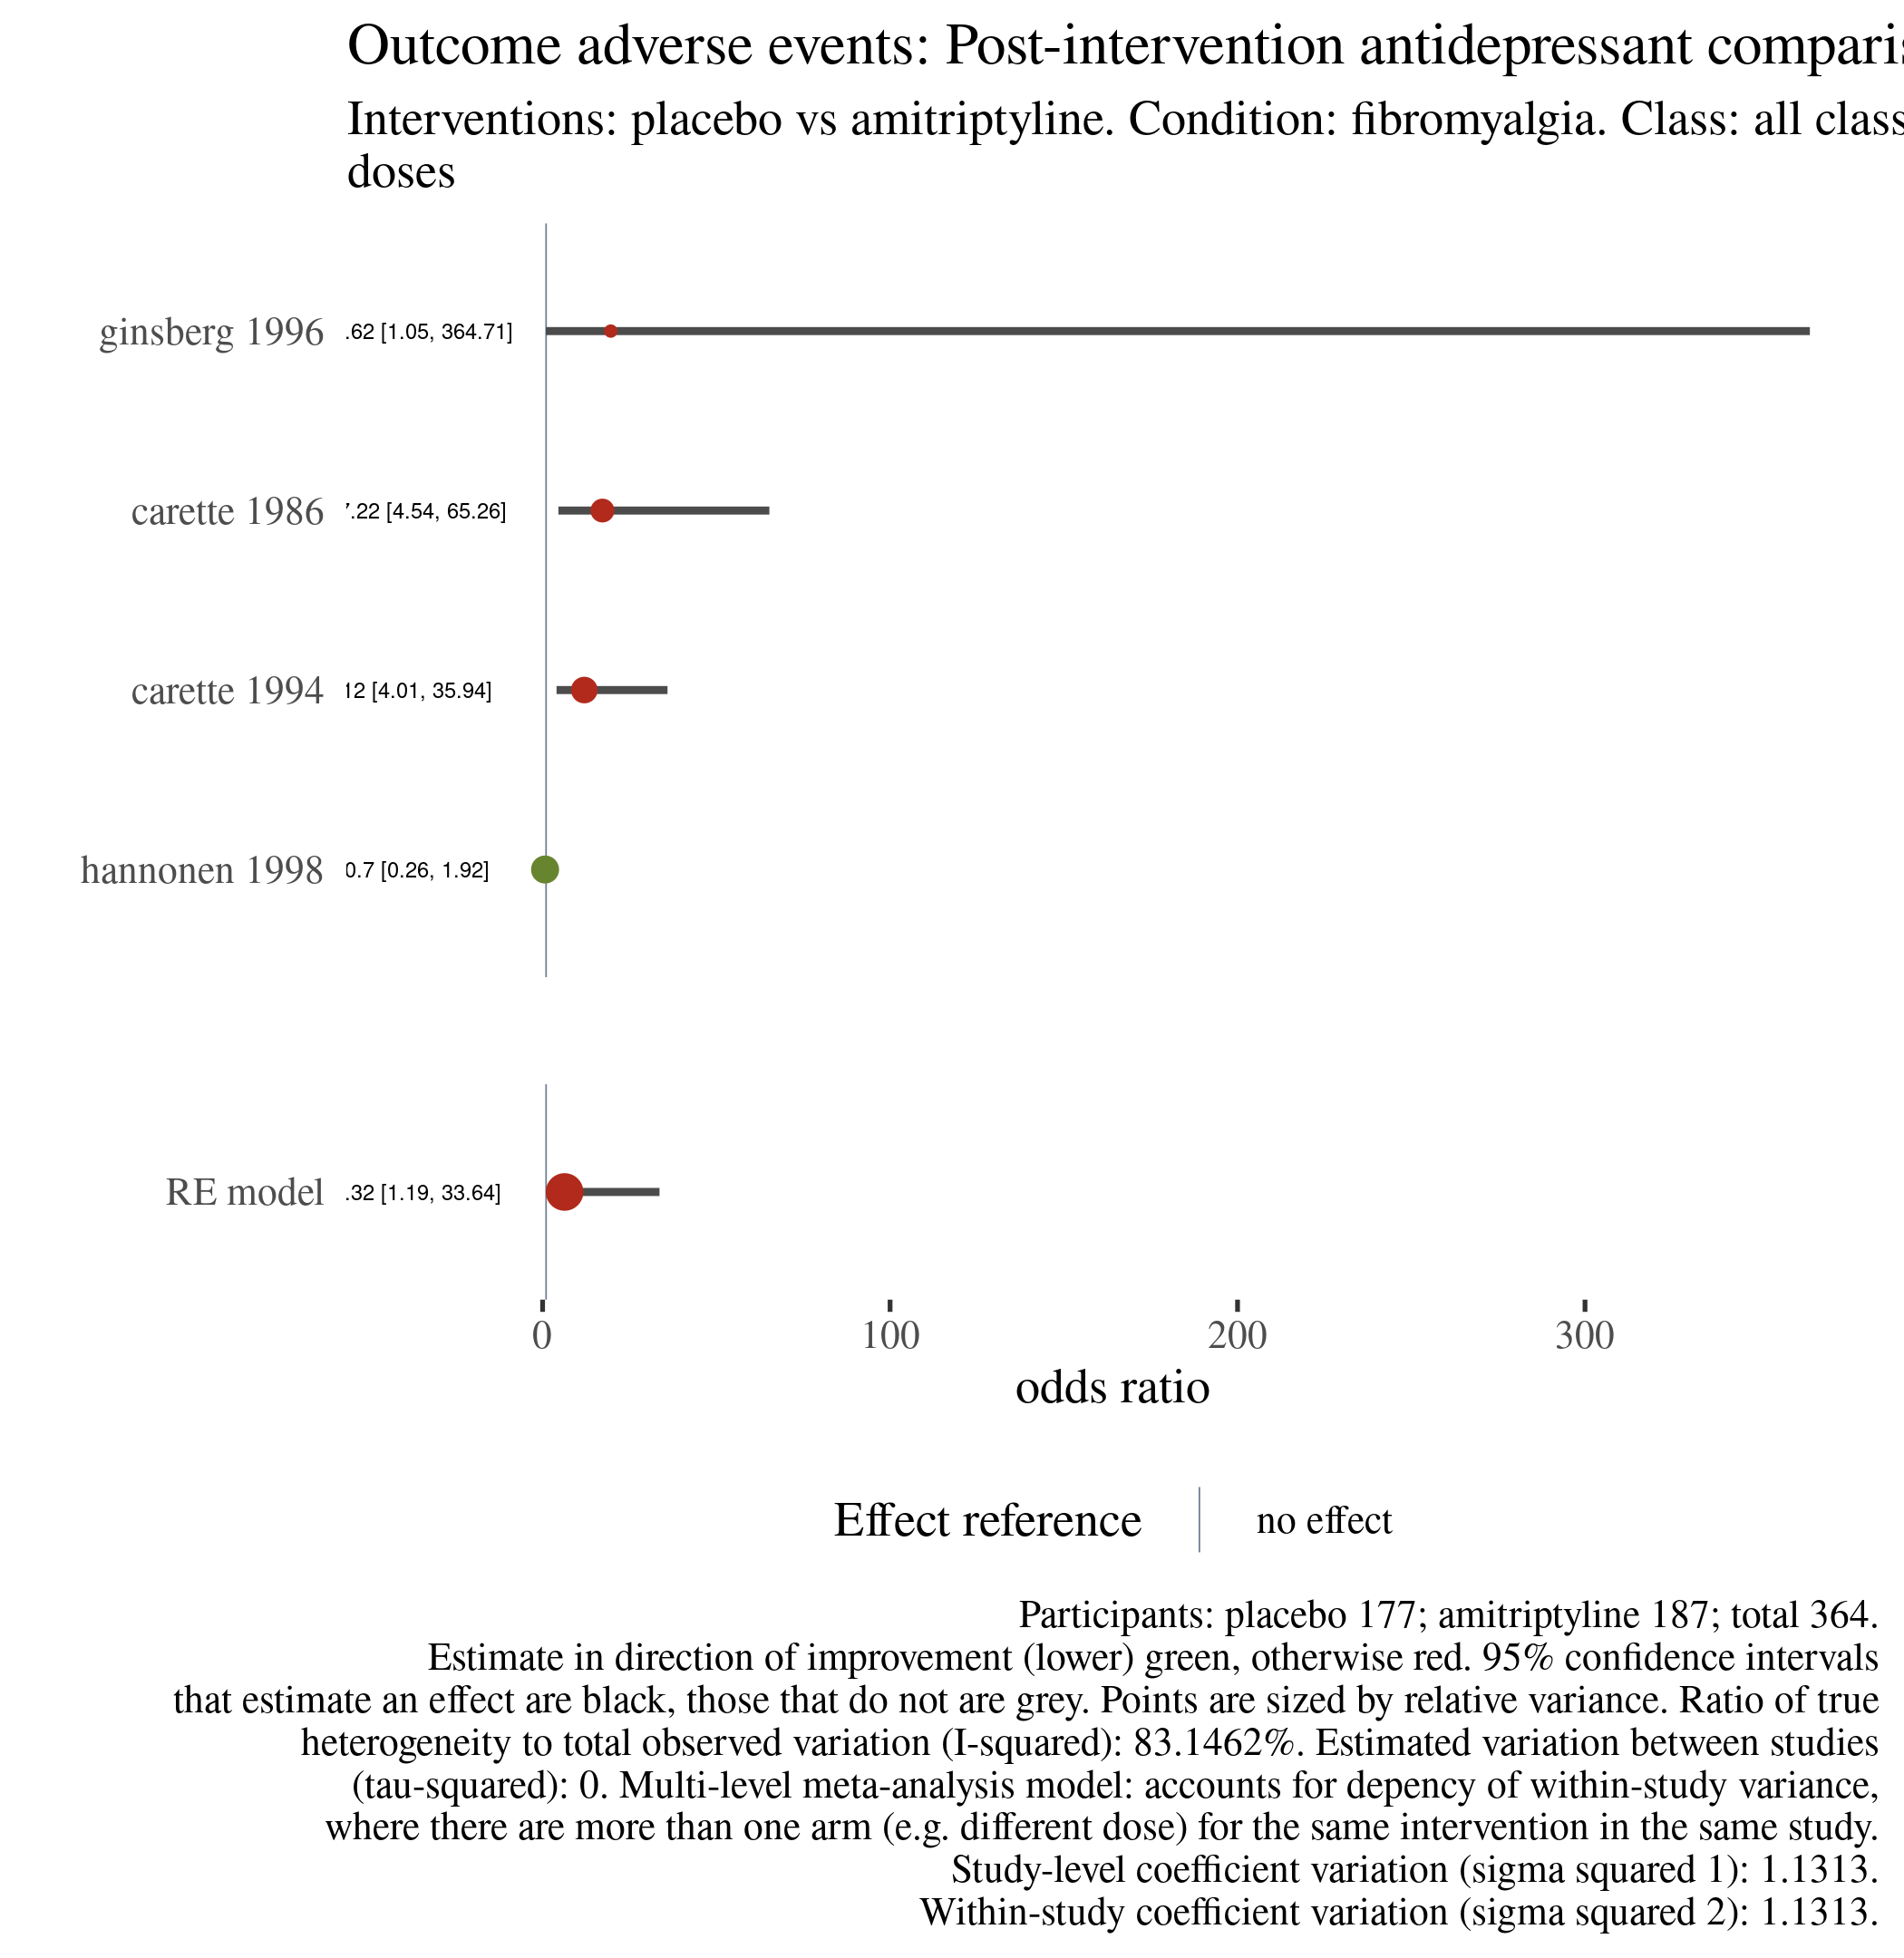 Outcome adverse events: Post-intervention antidepressant
Interventions: placebo vs amitriptyline. Condition: fibromyalgia. Class: all
doses
ginsberg 1996 .62 [1.05, 364.71]
carette 1986 .22 [4.54, 65.26]
carette 1994 12 [4.01, 35.94]
hannonen 1998 0.7 [0.26, 1.92]
RE model .32 [1.19, 33.64]
0 100 200 300
odds ratio
Effect reference no effect
Participants: placebo 177; amitriptyline 187; total 364.
Estimate in direction of improvement (lower) green, otherwise red. 95% confidence intervals
that estimate an effect are black, those that do not are grey. Points are sized by relative variance. Ratio of true
heterogeneity to total observed variation (I-squared): 83.1462%. Estimated variation between studies
(tau-squared): 0. Multi-level meta-analysis model: accounts for depency of within-study variance,
where there are more than one arm (e.g. different dose) for the same intervention in the same study.
Study-level coefficient variation (sigma squared 1): 1.1313.
Within-study coefficient variation (sigma squared 2): 1.1313.